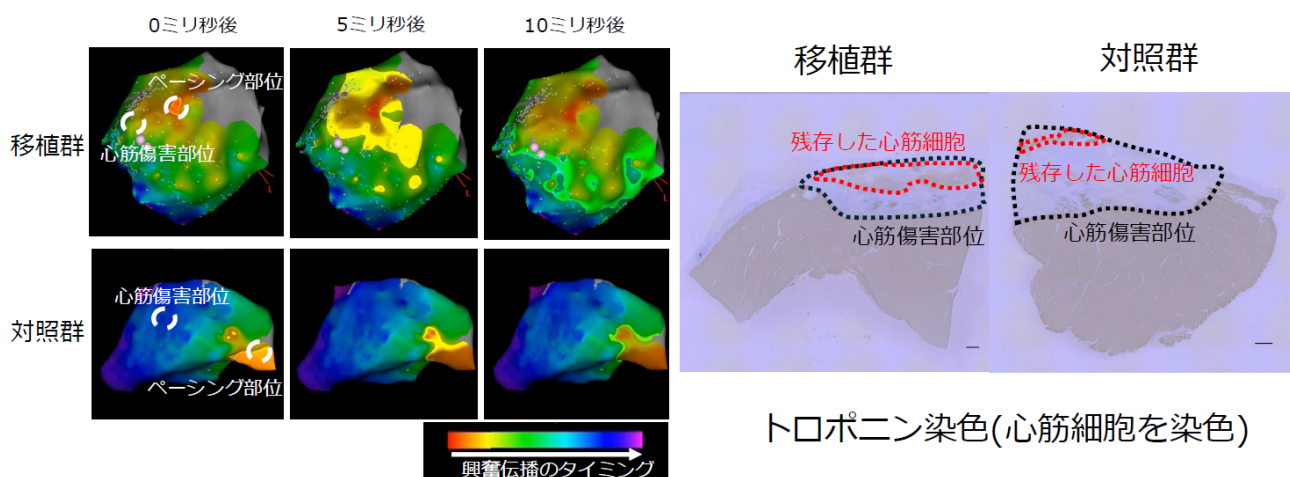 0ミリ秒後
5ミリ秒後
10ミリ秒後
移植群
ペーシング部位
心筋傷害部位
対照群
心筋傷害部位
ペーシング部位
興奮伝播のタイミング
移植群
対照群
残存した心筋細胞
心筋傷害部位
残存した心筋細胞
心筋傷害部位
トロポニン染色(心筋細胞を染色)